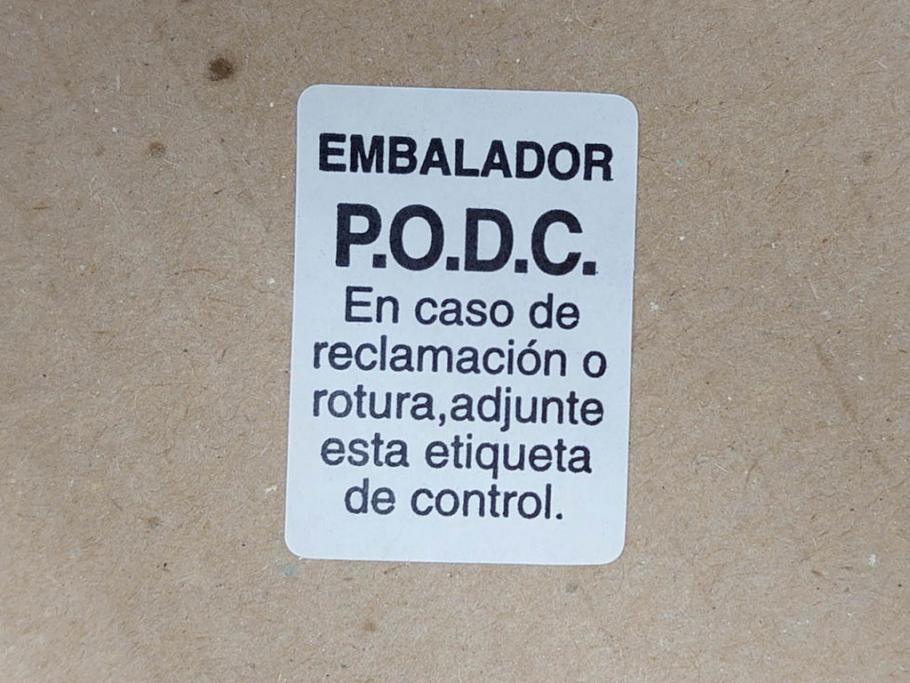 EMBALADOR
P.O.D.C.
En caso de
reclamación o
rotura,adjunte
esta etiqueta
de control.